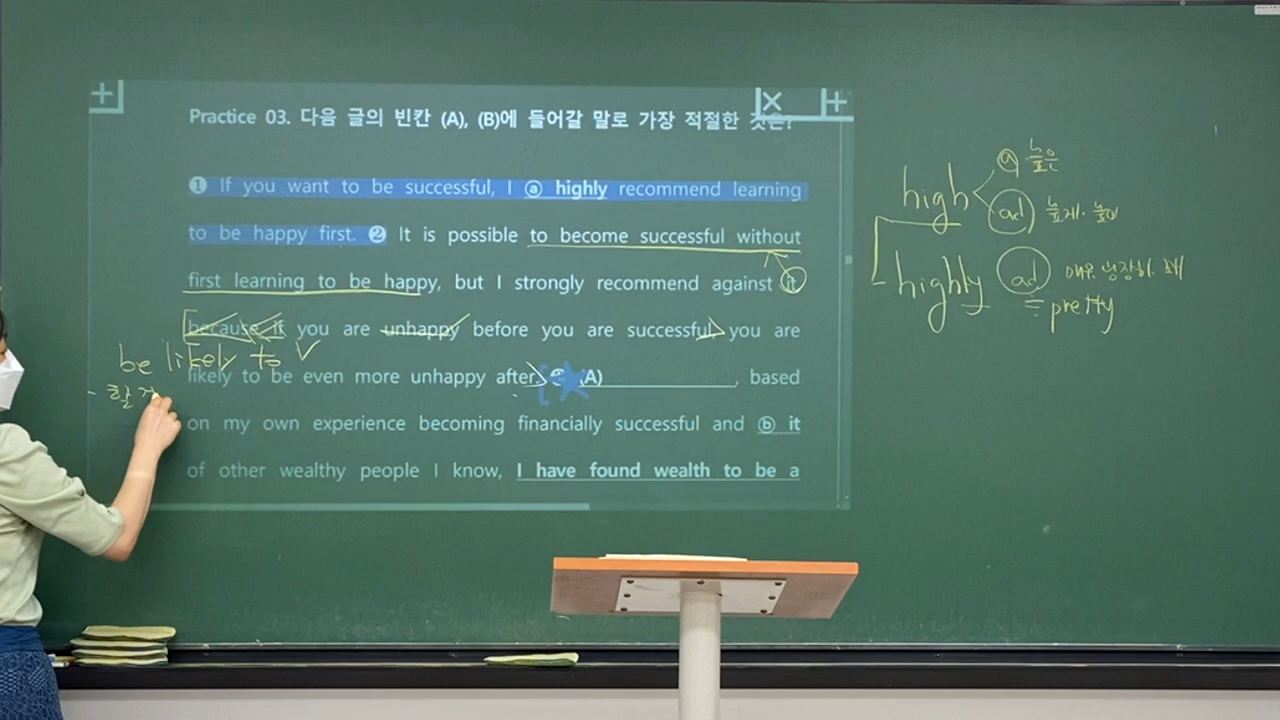 Practice 03. 다음 글의 빈칸 (A), (B)에 들어갈 말로 가장 적절한 것은?
❶ If you want to be successful, I ⓐ highly recommend learning
to be happy first. ❷ It is possible to become successful without
first learning to be happy, but I strongly recommend against it
because if you are unhappy before you are successful, you are
be likely to
likely to be even more unhappy after. (A) , based
- 할
on my own experience becoming financially successful and ⓑ it
of other wealthy people I know, I have found wealth to be a
high
ⓐ 높은
ad 높게. 높이
highly ad 매우, 굉장히, 꽤
= pretty